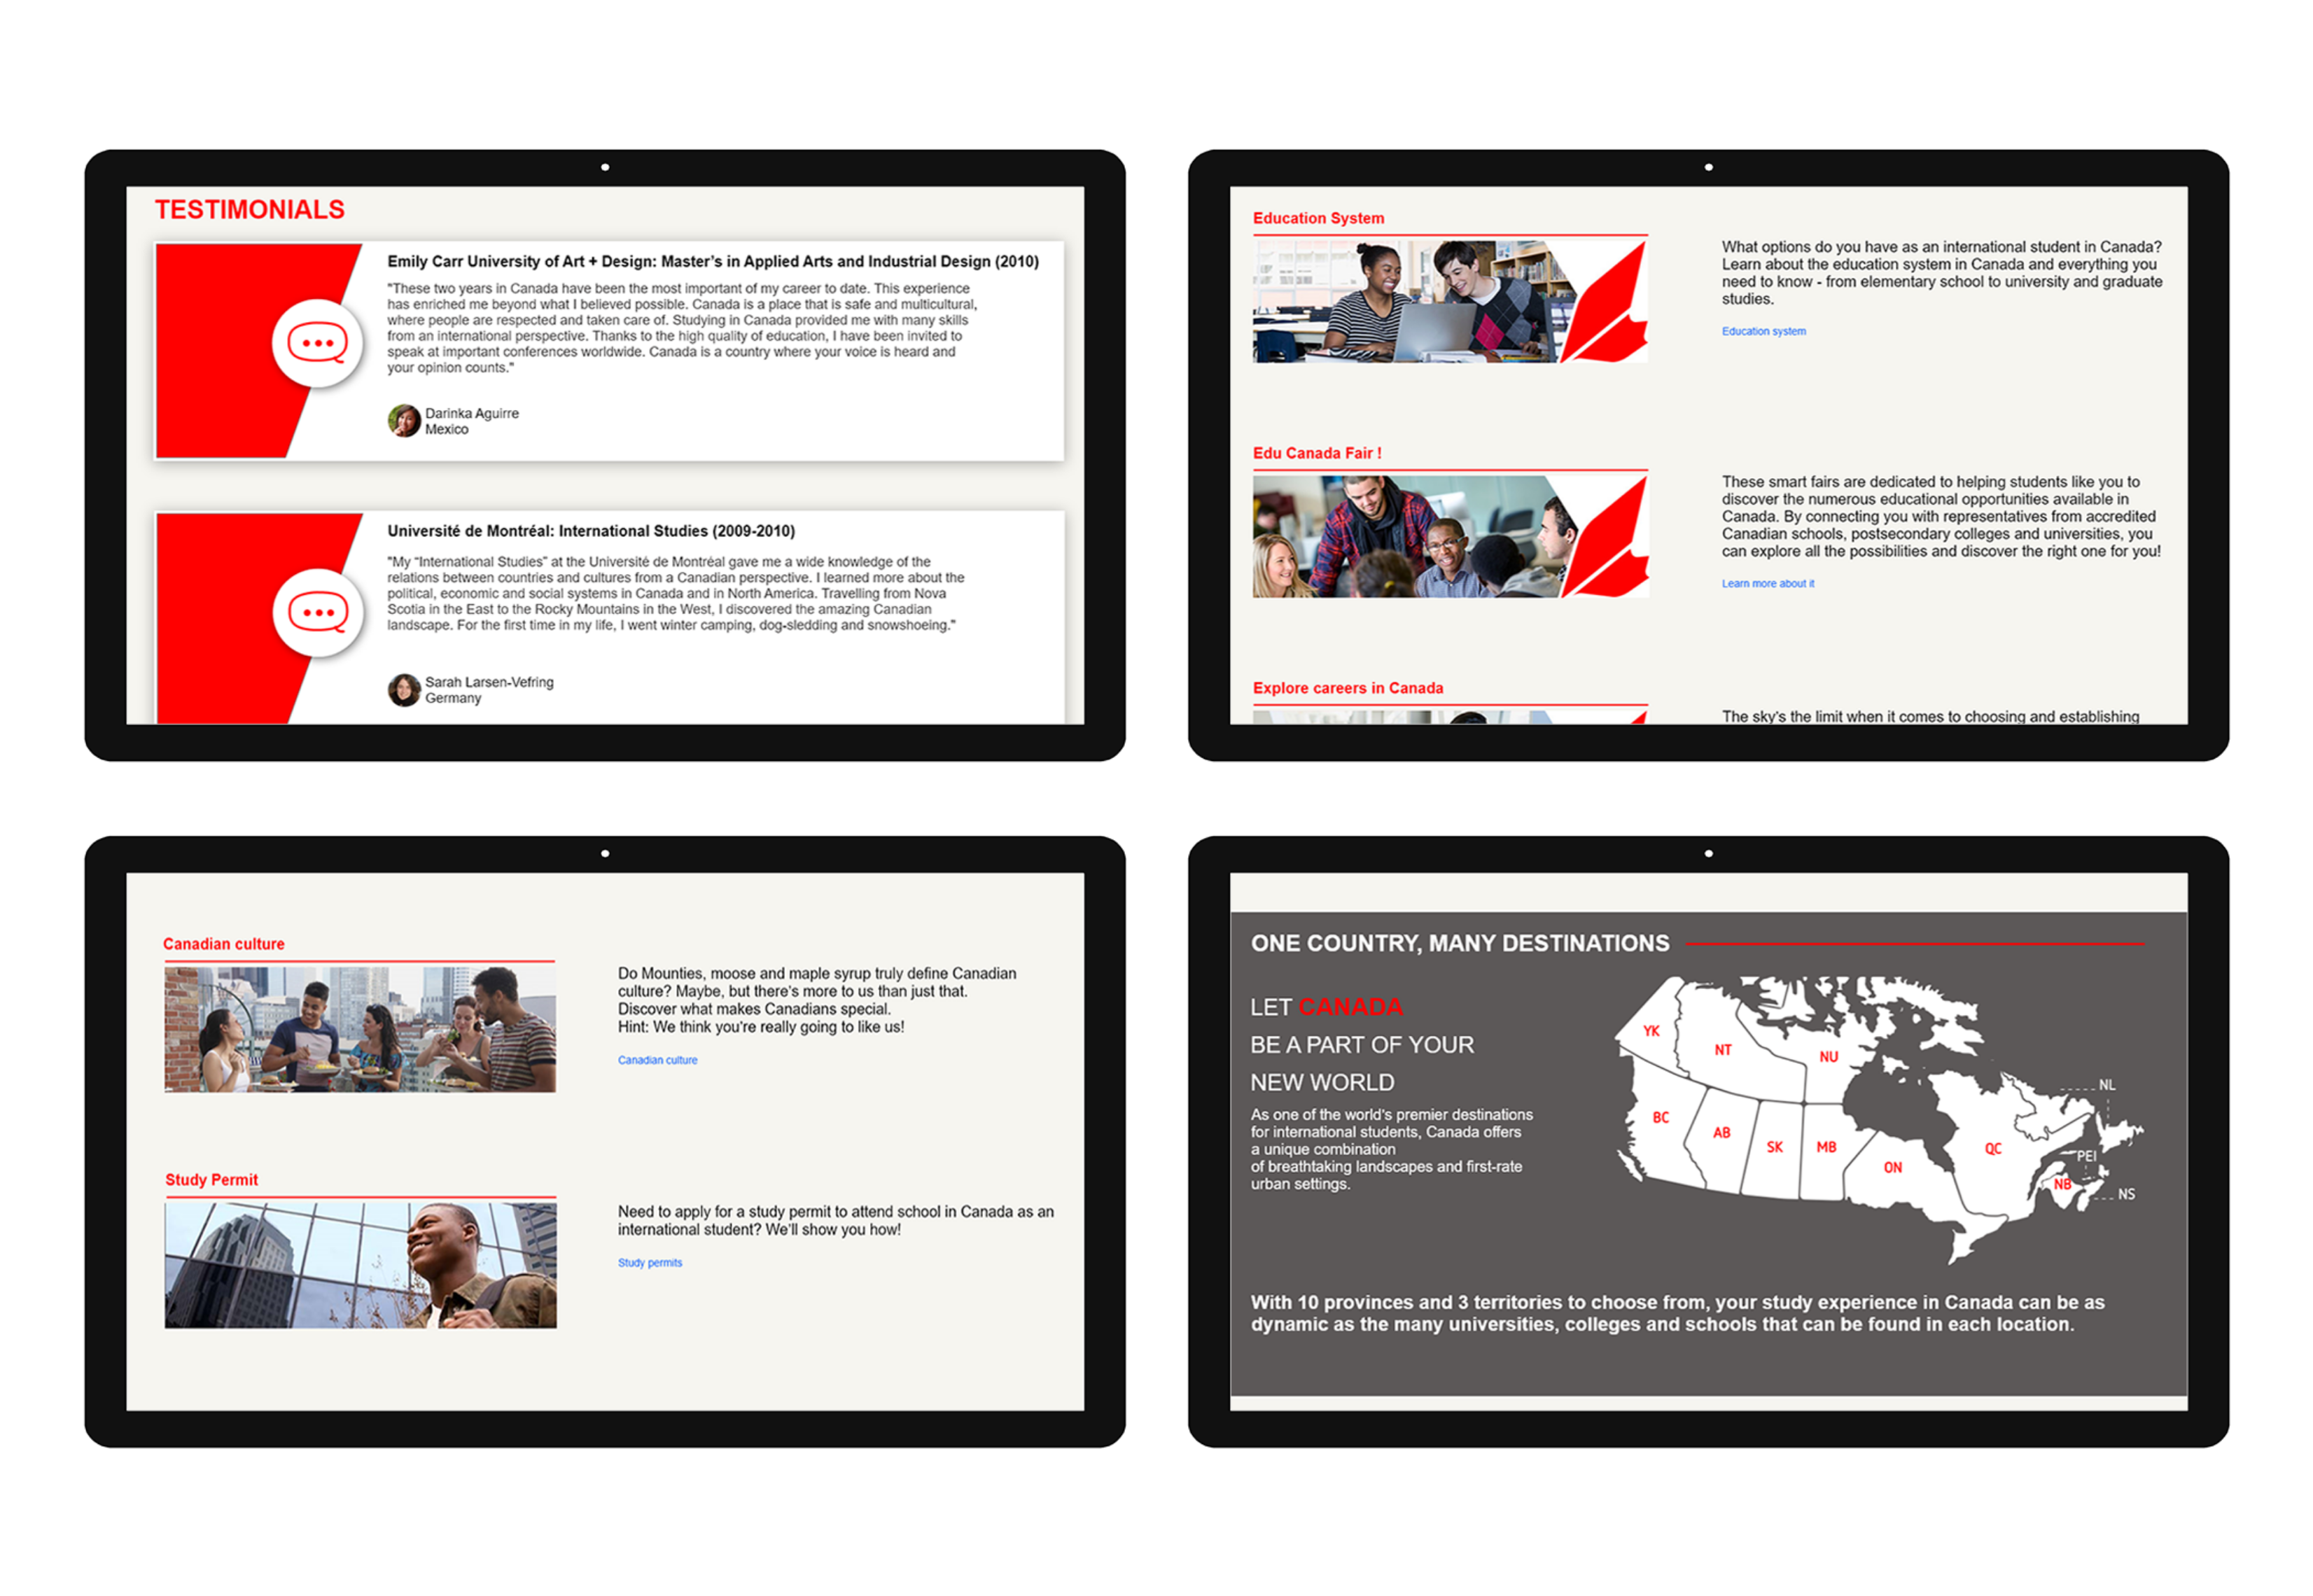 TESTIMONIALS
Emily Carr University of Art + Design: Master's in Applied Arts and Industrial Design (2010)
"These two years in Canada have been the most important of my career to date. This experience
has enriched me beyond what I believed possible. Canada is a place that is safe and multicultural,
where people are respected and taken care of. Studying in Canada provided me with many skills
from an international perspective. Thanks to the high quality of education, I have been invited to
speak at important conferences worldwide. Canada is a country where your voice is heard and
your opinion counts."
Darinka Aguirre
Mexico
Université de Montréal: International Studies (2009-2010)
"My “International Studies” at the Université de Montréal gave me a wide knowledge of the
relations between countries and cultures from a Canadian perspective. I learned more about the
political, economic and social systems in Canada and in North America. Travelling from Nova
Scotia in the East to the Rocky Mountains in the West, I discovered the amazing Canadian
landscape. For the first time in my life, I went winter camping, dog-sledding and snowshoeing."
Sarah Larsen-Vefring
Germany
Education System
What options do you have as an international student in Canada?
Learn about the education system in Canada and everything you
need to know - from elementary school to university and graduate
studies.
Education system
Edu Canada Fair !
These smart fairs are dedicated to helping students like you to
discover the numerous educational opportunities available in
Canada. By connecting you with representatives from accredited
Canadian schools, postsecondary colleges and universities, you
can explore all the possibilities and discover the right one for you!
Learn more about it
Explore careers in Canada
The sky's the limit when it comes to choosing and establishing
Canadian culture
Do Mounties, moose and maple syrup truly define Canadian
culture? Maybe, but there's more to us than just that.
Discover what makes Canadians special.
Hint: We think you're really going to like us!
Canadian culture
Study Permit
Need to apply for a study permit to attend school in Canada as an
international student? We'll show you how!
Study permits
ONE COUNTRY, MANY DESTINATIONS
LET CANADA
BE A PART OF YOUR
NEW WORLD
As one of the world's premier destinations
for international students, Canada offers
a unique combination
of breathtaking landscapes and first-rate
urban settings.
YK
NT
NU
NL
BC
AB
SK
MB
ON
QC
PEI
NB
NS
With 10 provinces and 3 territories to choose from, your study experience in Canada can be as
dynamic as the many universities, colleges and schools that can be found in each location.